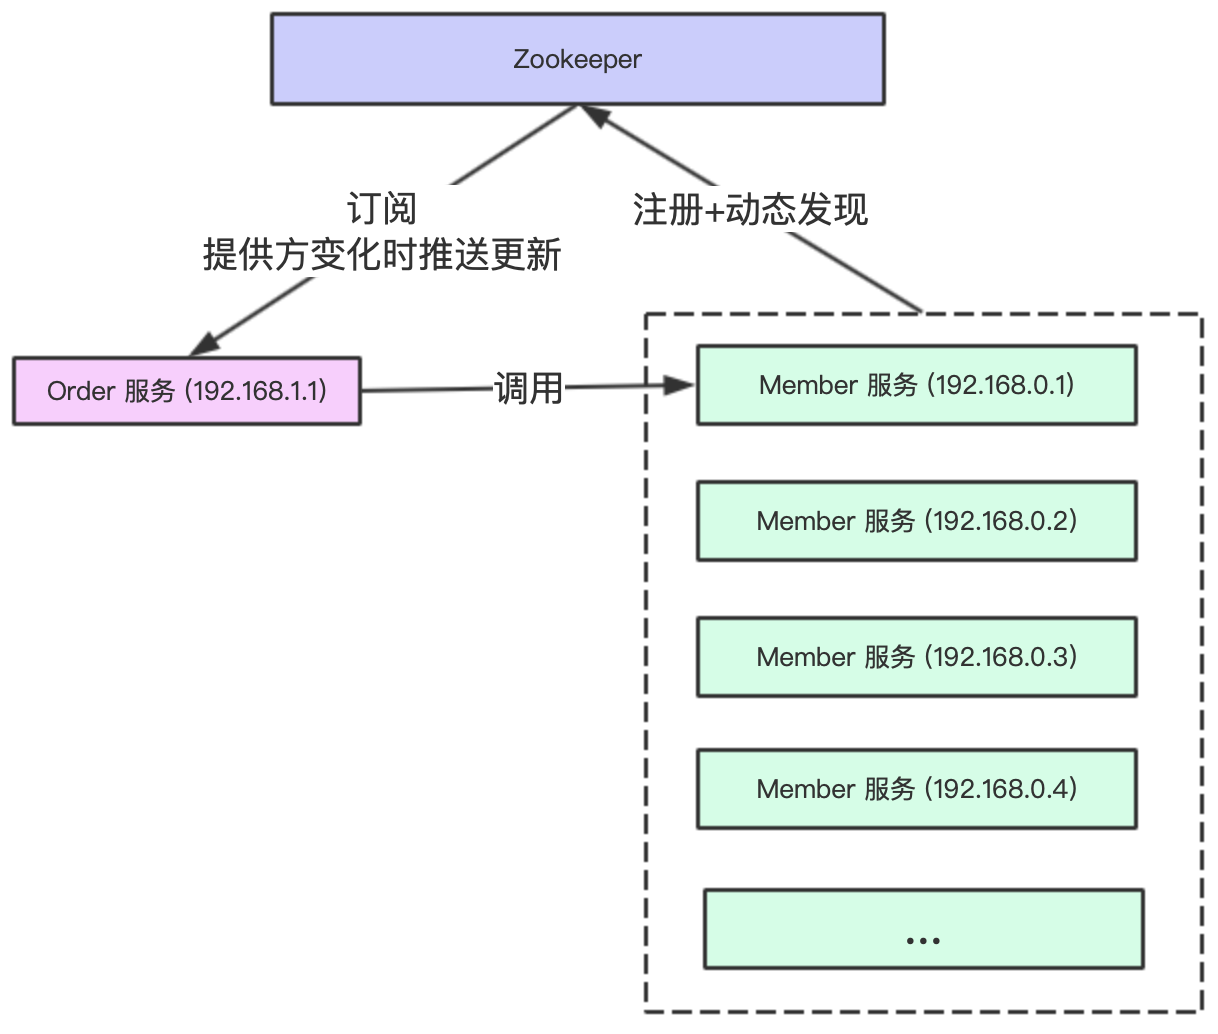 Zookeeper
订阅
提供方变化时推送更新
注册+动态发现
Order 服务 (192.168.1.1)
调用
Member 服务 (192.168.0.1)
Member 服务 (192.168.0.2)
Member 服务 (192.168.0.3)
Member 服务 (192.168.0.4)
...